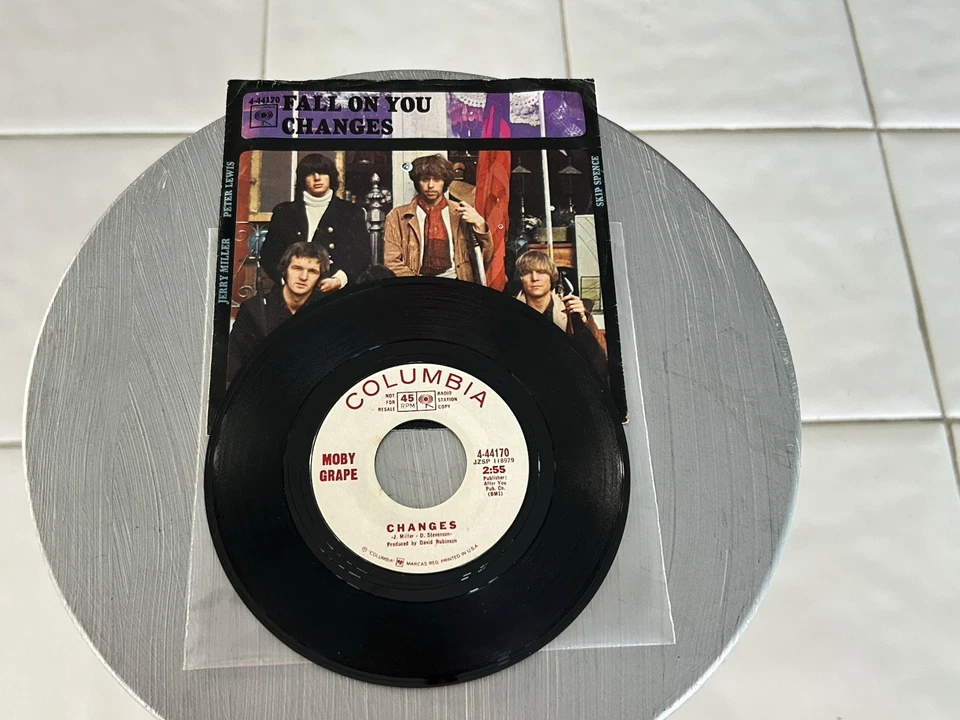 4-44170
FALL ON YOU
CHANGES
JERRY MILLER PETER LEWIS
SKIP SPENCE
COLUMBIA
NOT
FOR
RESALE
45
RPM
RADIO
STATION
COPY
MOBY
GRAPE
4-44170
JZSP 118979
2:55
Publisher:
After You
Pub. Co.
(BMI)
CHANGES
-J. Miller - D. Stevenson-
Produced by David Rubinson
Ⓟ "COLUMBIA" MARCAS REG. PRINTED IN U.S.A.